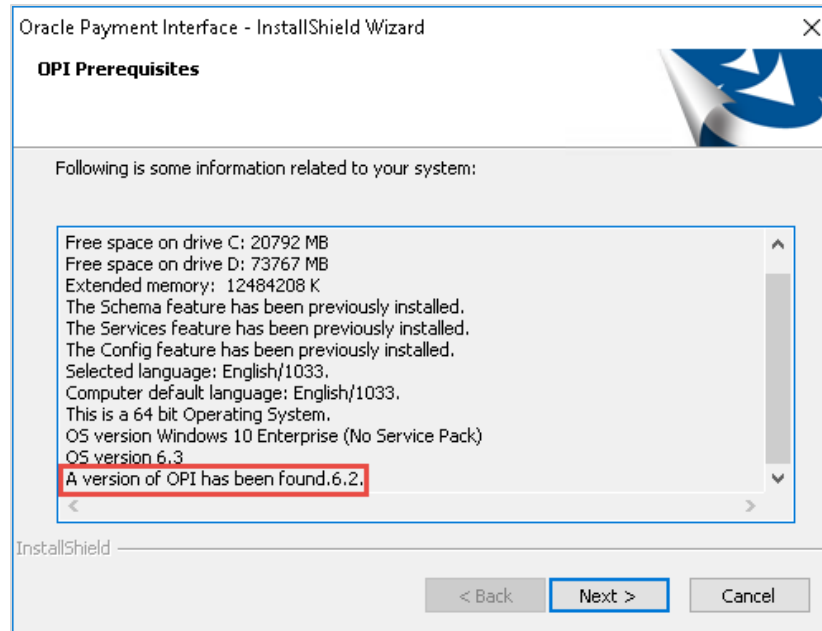 Oracle Payment Interface - InstallShield Wizard
OPI Prerequisites
Following is some information related to your system:
Free space on drive C: 20792 MB
Free space on drive D: 73767 MB
Extended memory:  12484208 K
The Schema feature has been previously installed.
The Services feature has been previously installed.
The Config feature has been previously installed.
Selected language: English/1033.
Computer default language: English/1033.
This is a 64 bit Operating System.
OS version Windows 10 Enterprise (No Service Pack)
OS version 6.3
A version of OPI has been found.6.2.
InstallShield
< Back
Next >
Cancel